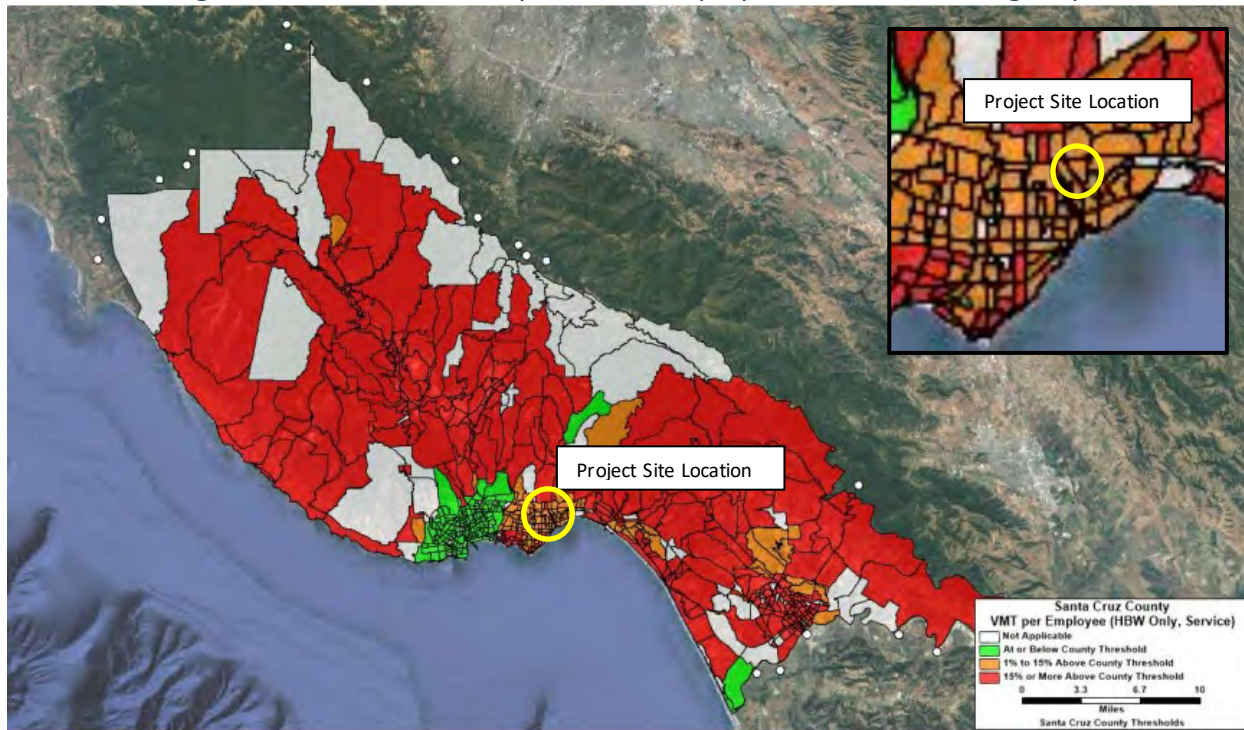 Project Site Location
Project Site Location
Santa Cruz County
VMT per Employee (HBW Only, Service)
Not Applicable
At or Below County Threshold
1% to 15% Above County Threshold
15% or More Above County Threshold
0 3.3 6.7 10
Miles
Santa Cruz County Thresholds